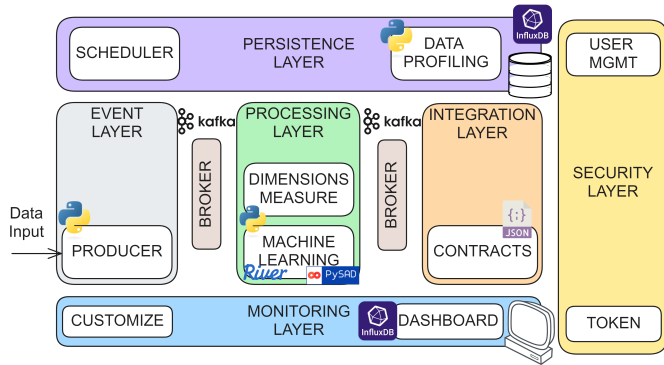 SCHEDULER
PERSISTENCE
LAYER
DATA
PROFILING
InfluxDB
USER
MGMT
EVENT
LAYER
kafka
PROCESSING
LAYER
kafka
INTEGRATION
LAYER
BROKER
DIMENSIONS
MEASURE
BROKER
SECURITY
LAYER
Data
Input
PRODUCER
MACHINE
LEARNING
River
PySAD
{;}
JSON
CONTRACTS
CUSTOMIZE
MONITORING
LAYER
InfluxDB
DASHBOARD
TOKEN